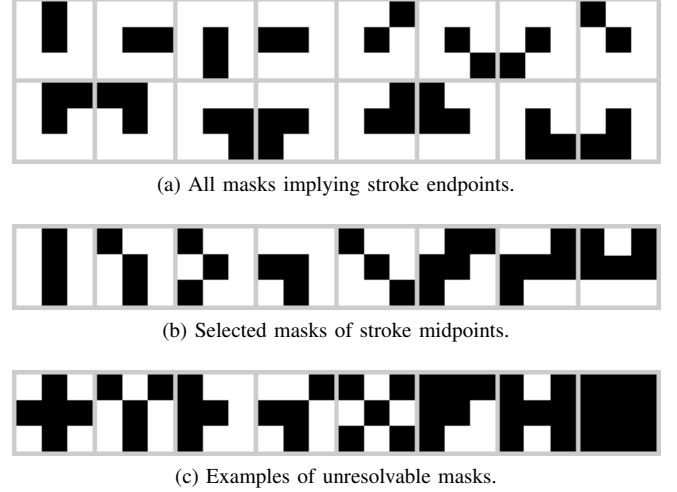 (a) All masks implying stroke endpoints.
(b) Selected masks of stroke midpoints.
(c) Examples of unresolvable masks.